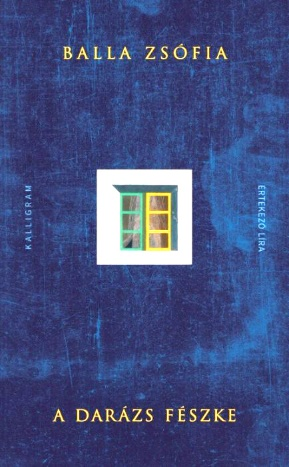 BALLA ZSÓFIA
KALLIGRAM
ÉRTEKEZŐ LÍRA
A DARÁZS FÉSZKE